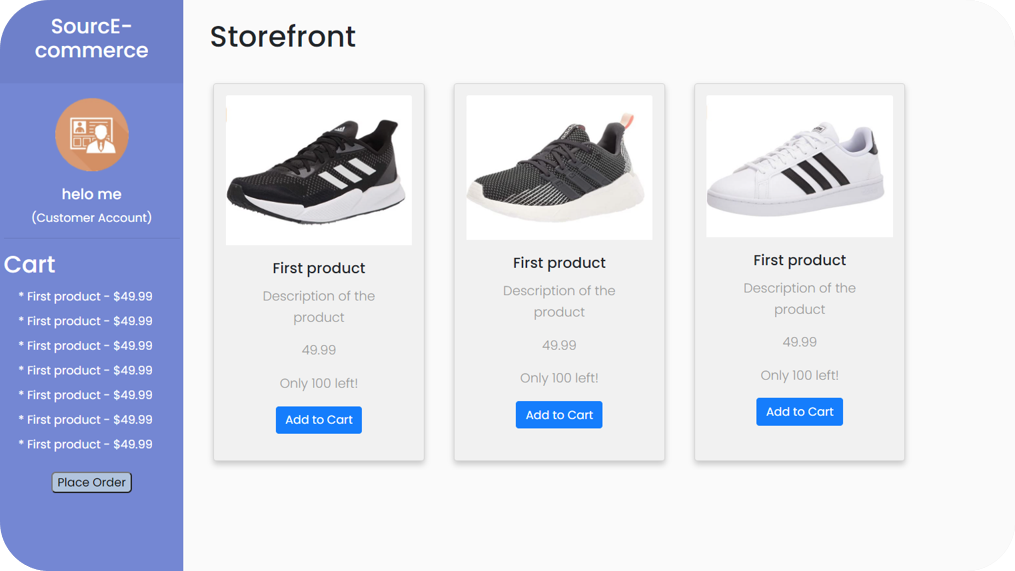 SourcE-
commerce
helo me
(Customer Account)
Cart
* First product - $49.99
* First product - $49.99
* First product - $49.99
* First product - $49.99
* First product - $49.99
* First product - $49.99
* First product - $49.99
Place Order
Storefront
First product
Description of the
product
49.99
Only 100 left!
Add to Cart
First product
Description of the
product
49.99
Only 100 left!
Add to Cart
First product
Description of the
product
49.99
Only 100 left!
Add to Cart